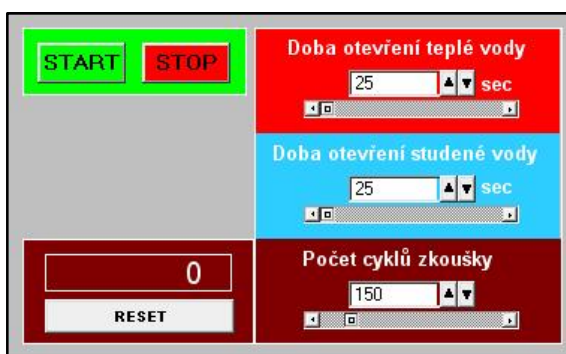 START STOP
Doba otevření teplé vody
25 sec
Doba otevření studené vody
25 sec
0
RESET
Počet cyklů zkoušky
150